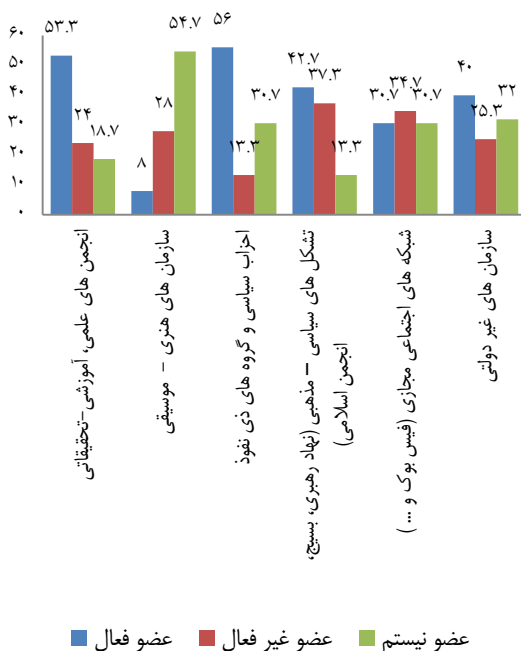 ۶۰
۵۰
۴۰
۳۰
۲۰
۱۰
۰
۵۳.۳
۲۴
۱۸.۷
۸
۲۸
۵۴.۷
۵۶
۱۳.۳
۳۰.۷
۴۲.۷
۳۷.۳
۱۳.۳
۳۰.۷
۳۴.۷
۳۰.۷
۴۰
۲۵.۳
۳۲
انجمن های علمی، آموزشی-تحقیقاتی
سازمان های هنری - موسیقی
احزاب سیاسی و گروه های ذی نفوذ
تشکل های سیاسی – مذهبی (نهاد رهبری، بسیج،
انجمن اسلامی)
شبکه های اجتماعی مجازی (فیس بوک و ... )
سازمان های غیر دولتی
عضو فعال
عضو غیر فعال
عضو نیستم